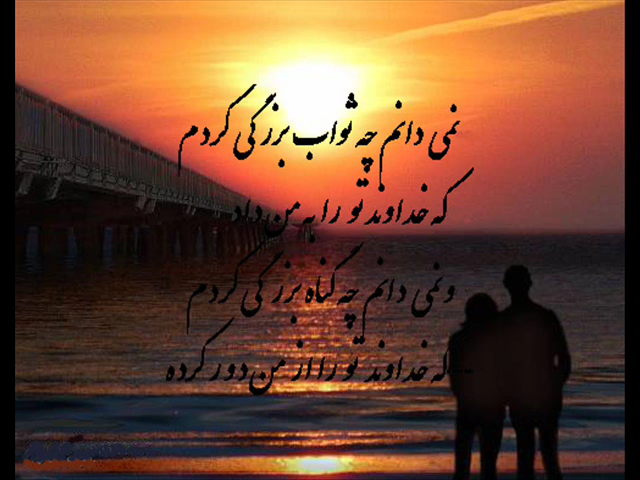 نمی دانم چه ثواب بزرگی کردم
که خداوند تو را به من داد
و نمی دانم چه گناه بزرگی کردم
که خداوند تو را از من دور کرده